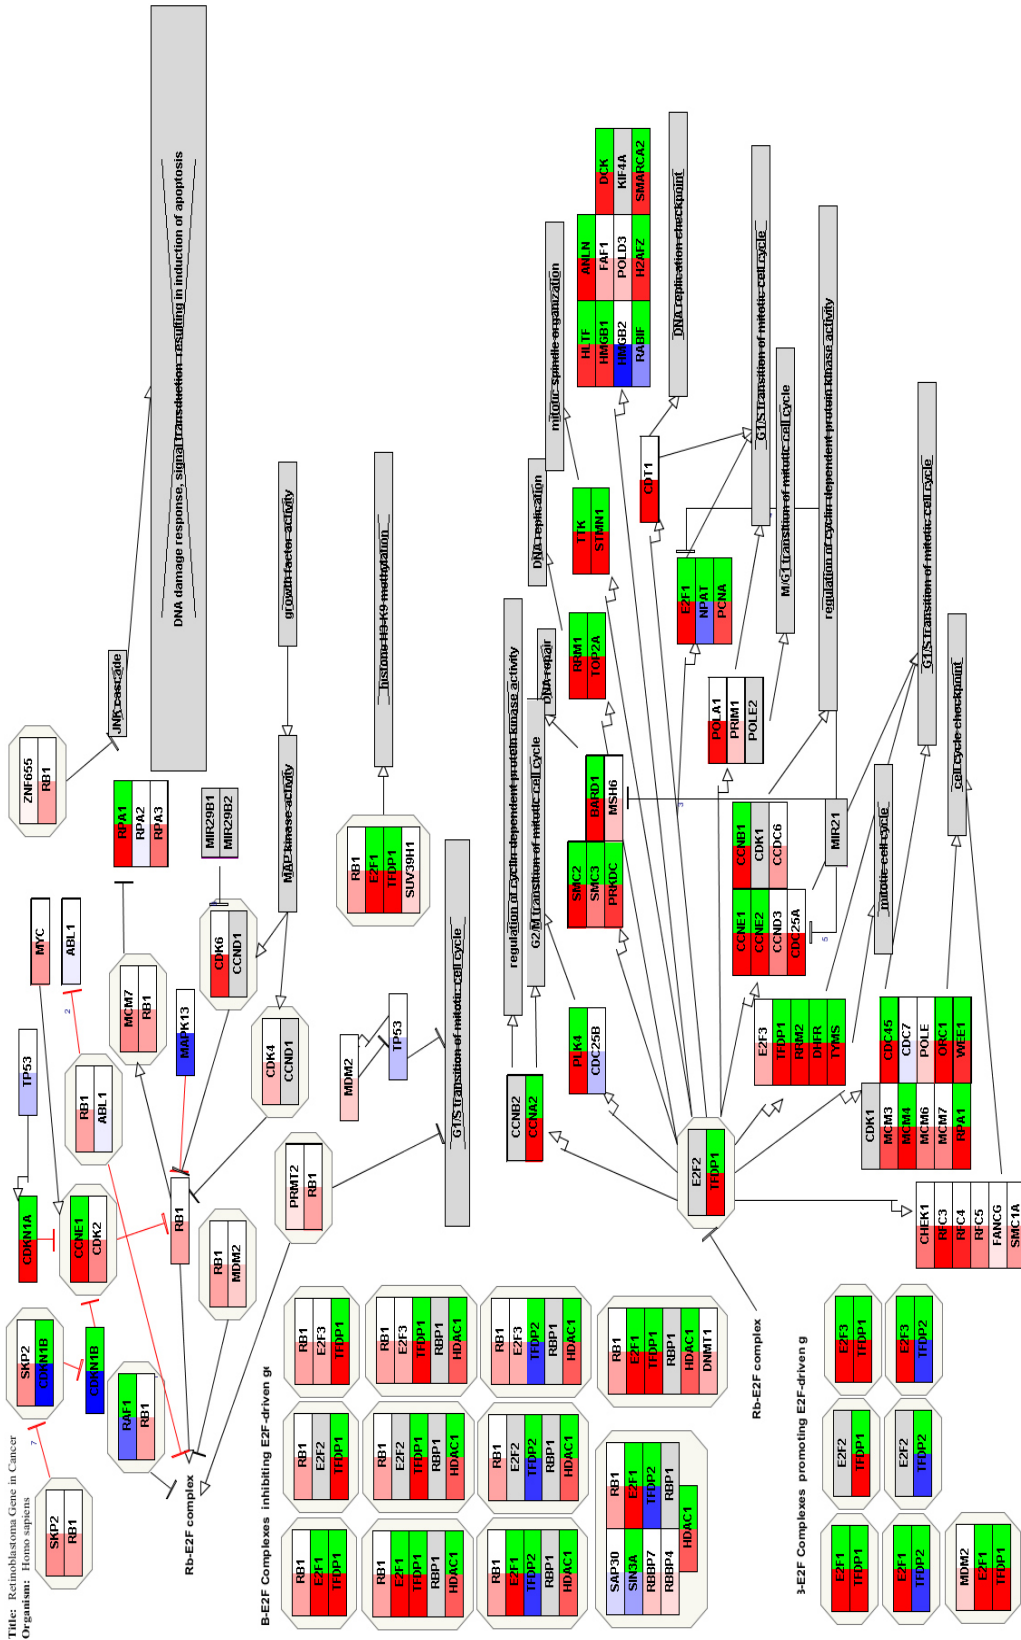 Title: Retinoblastoma Gene in Cancer
Organism: Homo sapiens
SKP2
RB1
7
SKP2
CDKN1B
CDKN1B
RAF1
RB1
Rb-E2F complex
CDKN1A
TP53
MYC
CCNE1
CDK2
RB1
ABL1
2
ABL1
MCM7
RB1
MAPK13
RB1
RB1
MDM2
PRMT2
RB1
ZNF655
RB1
JNK cascade
DNA damage response, signal transduction resulting in induction of apoptosis
RPA1
RPA2
RPA3
MIR29B1
MIR29B2
CDK6
CCND1
CDK4
CCND1
MAP kinase activity
growth factor activity
RB1
E2F1
TFDP1
SUV39H1
histone H3-K9 methylation
MDM2
TP53
G1/S transition of mitotic cell cycle
B-E2F Complexes inhibiting E2F-driven ge
RB1
E2F1
TFDP1
RB1
E2F2
TFDP1
RB1
E2F3
TFDP1
RB1
E2F1
TFDP1
RBP1
HDAC1
RB1
E2F2
TFDP1
RBP1
HDAC1
RB1
E2F3
TFDP1
RBP1
HDAC1
RB1
E2F1
TFDP2
RBP1
HDAC1
RB1
E2F2
TFDP2
RBP1
HDAC1
RB1
E2F3
TFDP2
RBP1
HDAC1
SAP30
SIN3A
RBBP7
RBBP4
RB1
E2F1
TFDP2
RBP1
HDAC1
RB1
E2F1
TFDP1
RBP1
HDAC1
DNMT1
Rb-E2F complex
3-E2F Complexes promoting E2F-driven g
E2F1
TFDP1
E2F2
TFDP1
E2F3
TFDP1
E2F1
TFDP2
E2F2
TFDP2
E2F3
TFDP2
MDM2
E2F1
TFDP1
E2F2
TFDP1
CCNB2
CCNA2
regulation of cyclin dependent protein kinase activity
G2/M transition of mitotic cell cycle
PLK4
CDC25B
SMC2
SMC3
PRKDC
BARD1
MSH6
DNA repair
RRM1
TOP2A
DNA replication
TTK
STMN1
mitotic spindle organization
HLTF
HMGB1
HMGB2
RABIF
ANLN
FAF1
POLD3
H2AFZ
DCK
KIF4A
SMARCA2
CDT1
DNA replication checkpoint
E2F1
NPAT
PCNA
3
G1/S transition of mitotic cell cycle
POLA1
PRIM1
POLE2
M/G1 transition of mitotic cell cycle
CCNE1
CCNE2
CCND3
CDC25A
CCNB1
CDK1
CCDC6
regulation of cyclin dependent protein kinase activity
MIR21
5
E2F3
TFDP1
RRM2
DHFR
TYMS
mitotic cell cycle
G1/S transition of mitotic cell cycle
CDK1
MCM3
MCM4
MCM6
MCM7
RPA1
CDC45
CDC7
POLE
ORC1
WEE1
cell cycle checkpoint
CHEK1
RFC3
RFC4
RFC5
FANCG
SMC1A